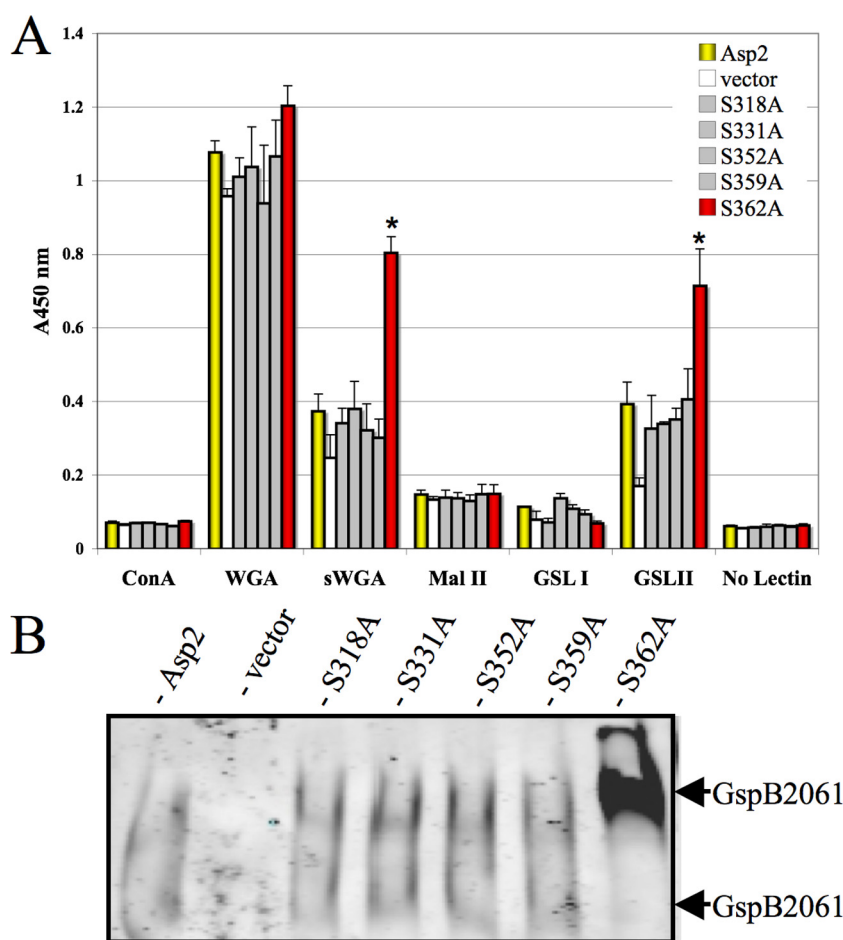 A
1.4
1.2
1
0.8
0.6
0.4
0.2
0
A450 nm
Asp2
vector
S318A
S331A
S352A
S359A
S362A
*
*
ConA WGA sWGA Mal II GSL I GSLII No Lectin
B
- Asp2 - vector - S318A - S331A - S352A - S359A - S362A
GspB2061
GspB2061